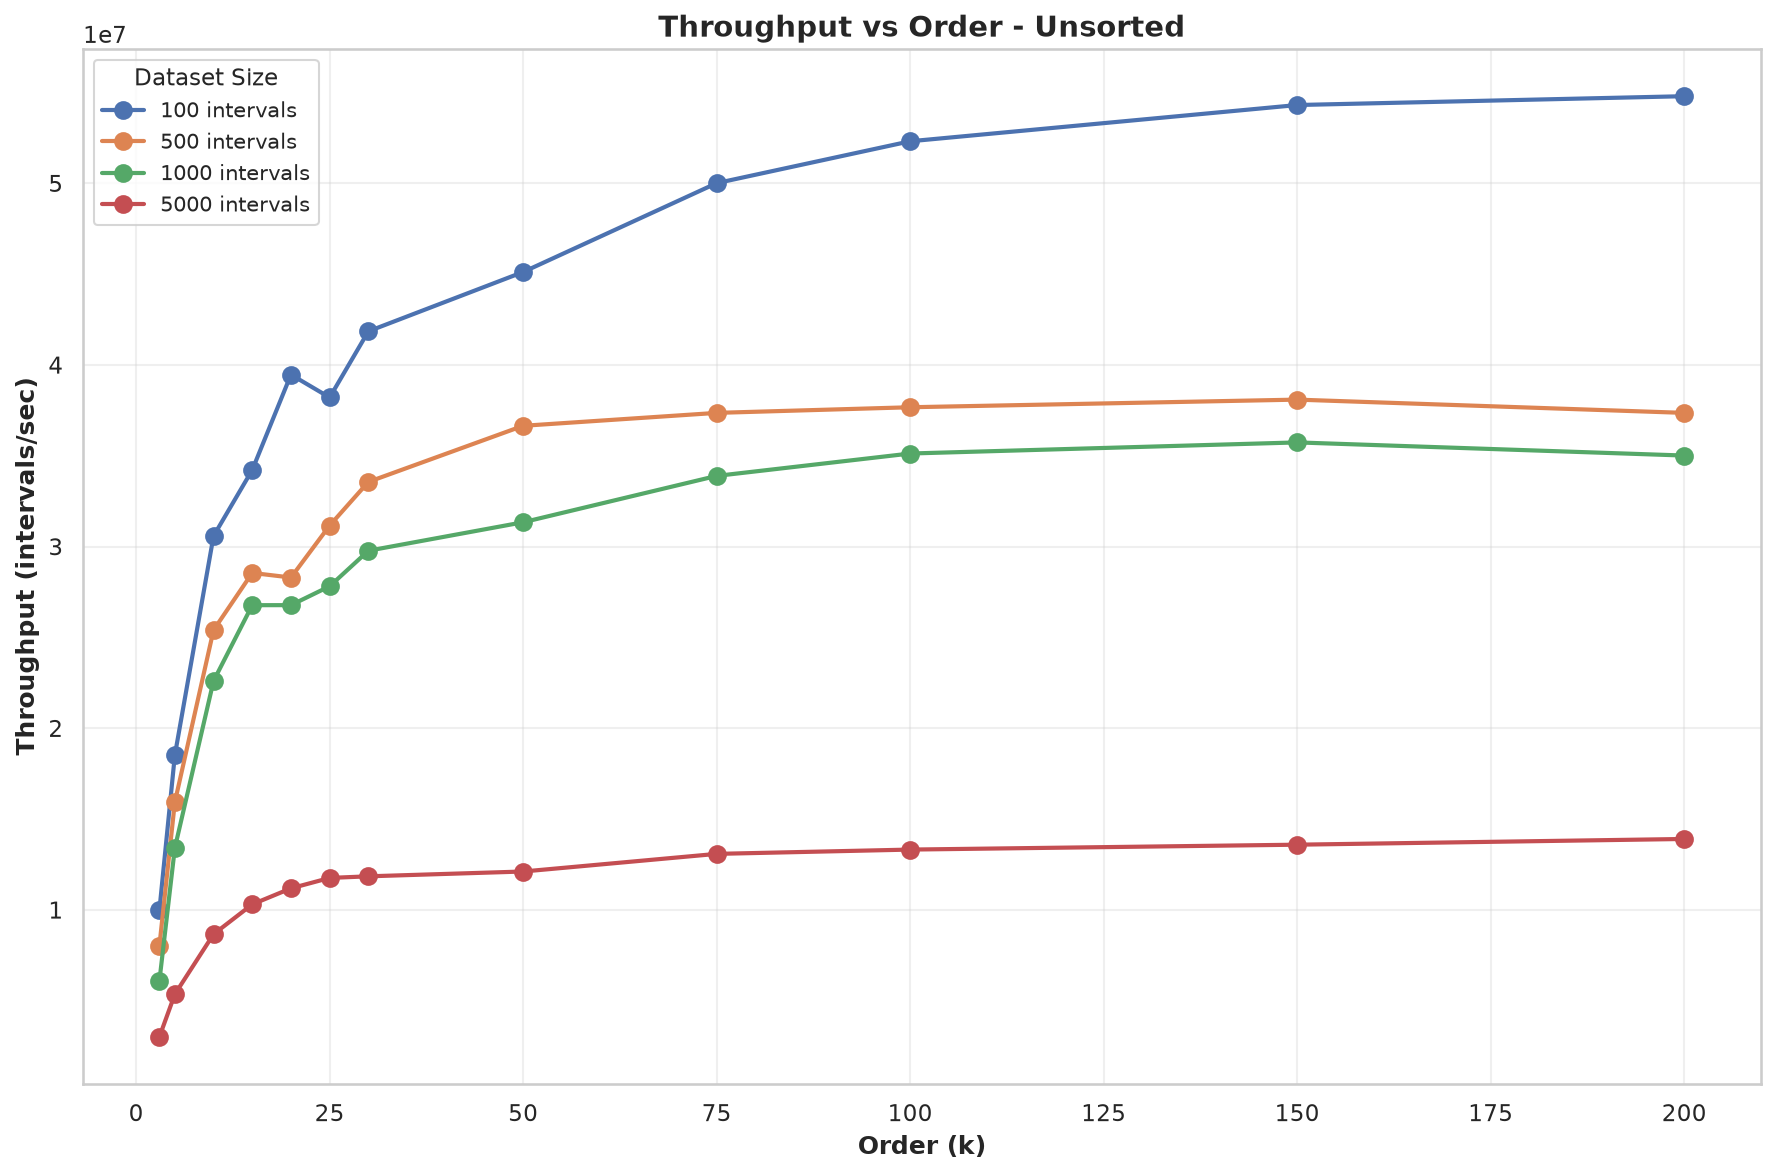 Throughput vs Order - Unsorted
1e7
Dataset Size
100 intervals
500 intervals
1000 intervals
5000 intervals
5
4
3
2
1
Throughput (intervals/sec)
0 25 50 75 100 125 150 175 200
Order (k)